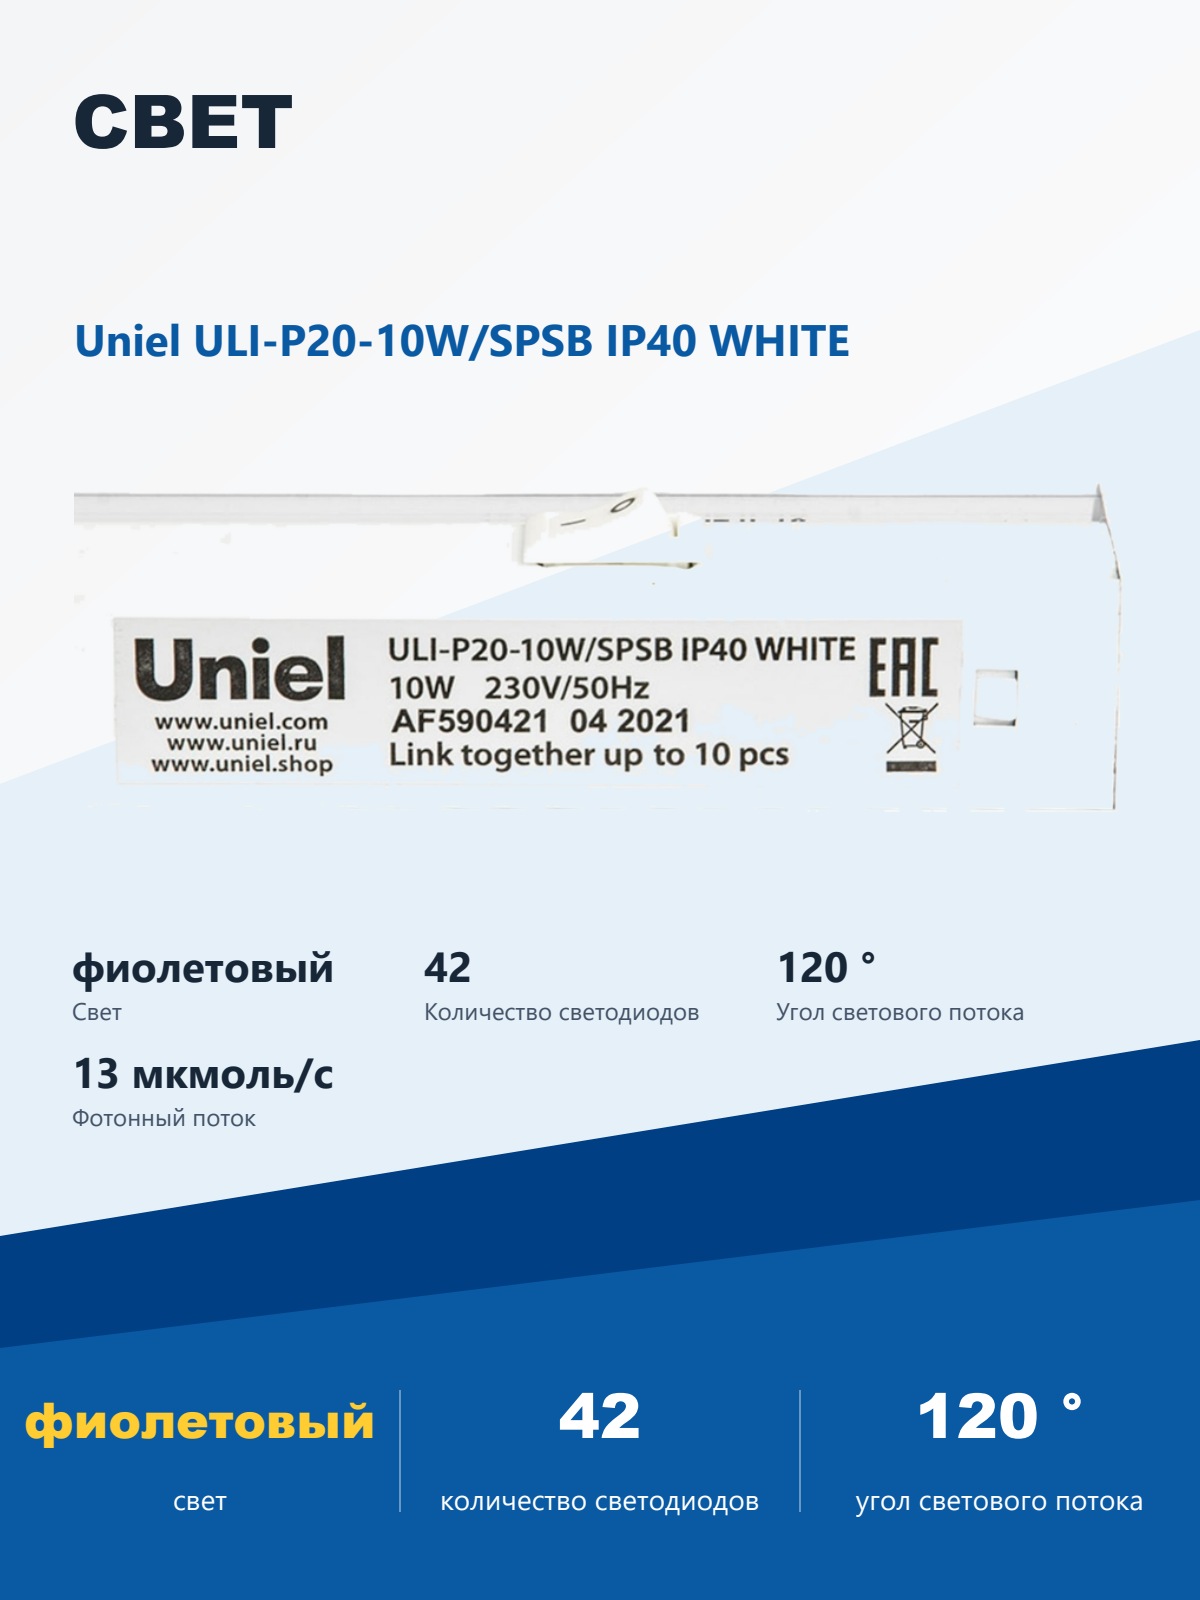 СВЕТ
Uniel ULI-P20-10W/SPSB IP40 WHITE
Uniel
www.uniel.com
www.uniel.ru
www.uniel.shop
ULI-P20-10W/SPSB IP40 WHITE
10W 230V/50Hz
AF590421 04 2021
Link together up to 10 pcs
EAC
фиолетовый
Свет
42
Количество светодиодов
120 °
Угол светового потока
13 мкмоль/с
Фотонный поток
фиолетовый
свет
42
количество светодиодов
120 °
угол светового потока